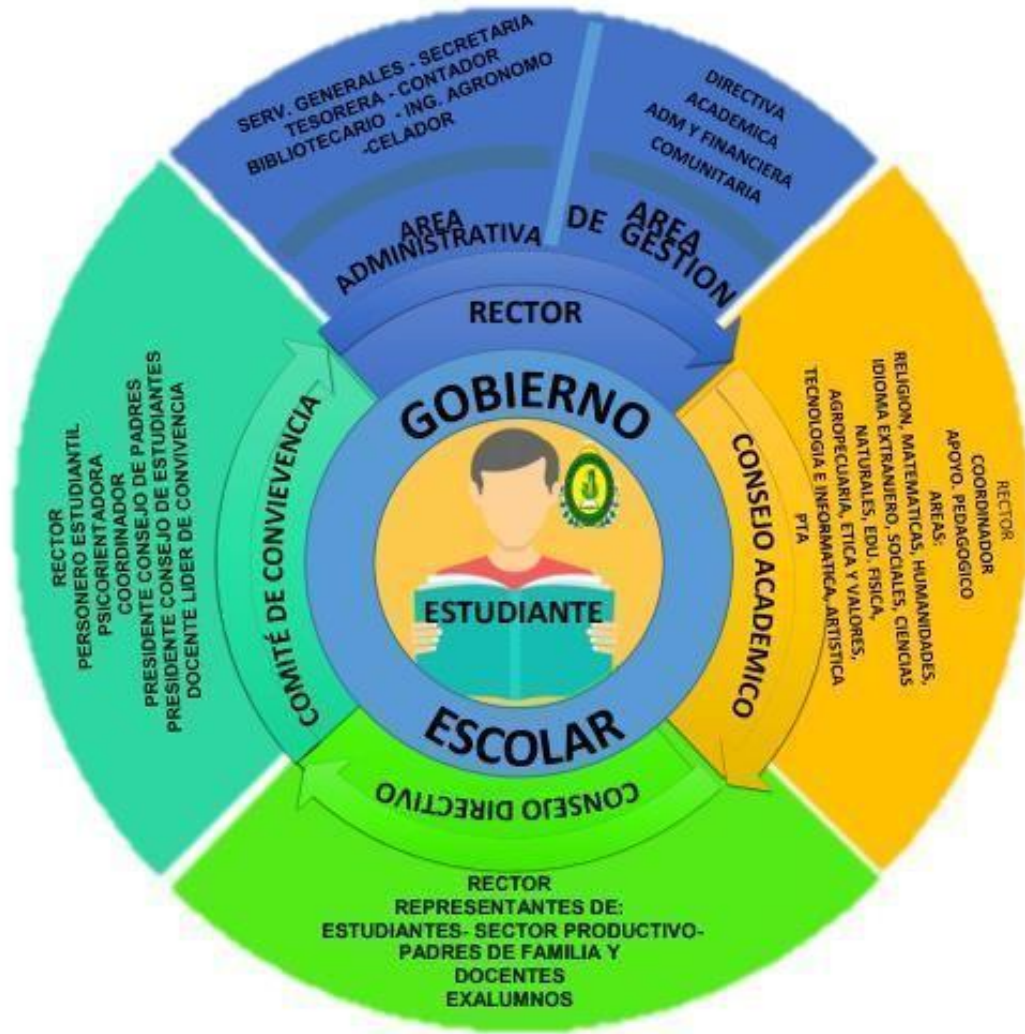 SERV. GENERALES - SECRETARIA
TESORERA - CONTADOR
BIBLIOTECARIO - ING. AGRONOMO
-CELADOR
AREA
ADMINISTRATIVA
DIRECTIVA
ACADEMICA
ADM Y FINANCIERA
COMUNITARIA
AREA
DE GESTION
RECTOR
GOBIERNO
ESTUDIANTE
ESCOLAR
CONSEJO ACADEMICO
RECTOR
COORDINADOR
APOYO. PEDAGOGICO
AREAS:
RELIGION, MATEMATICAS, HUMANIDADES,
IDIOMA EXTRANJERO, SOCIALES, CIENCIAS
NATURALES, EDU. FISICA,
AGROPECUARIA, ETICA Y VALORES,
TECNOLOGIA E INFORMATICA, ARTISTICA
PTA
CONSEJO DIRECTIVO
RECTOR
REPRESENTANTES DE:
ESTUDIANTES- SECTOR PRODUCTIVO-
PADRES DE FAMILIA Y
DOCENTES
EXALUMNOS
COMITÉ DE CONVIEVENCIA
RECTOR
PERSONERO ESTUDIANTIL
PSICORIENTADORA
COORDINADOR
PRESIDENTE CONSEJO DE PADRES
PRESIDENTE CONSEJO DE ESTUDIANTES
DOCENTE LIDER DE CONVIVENCIA